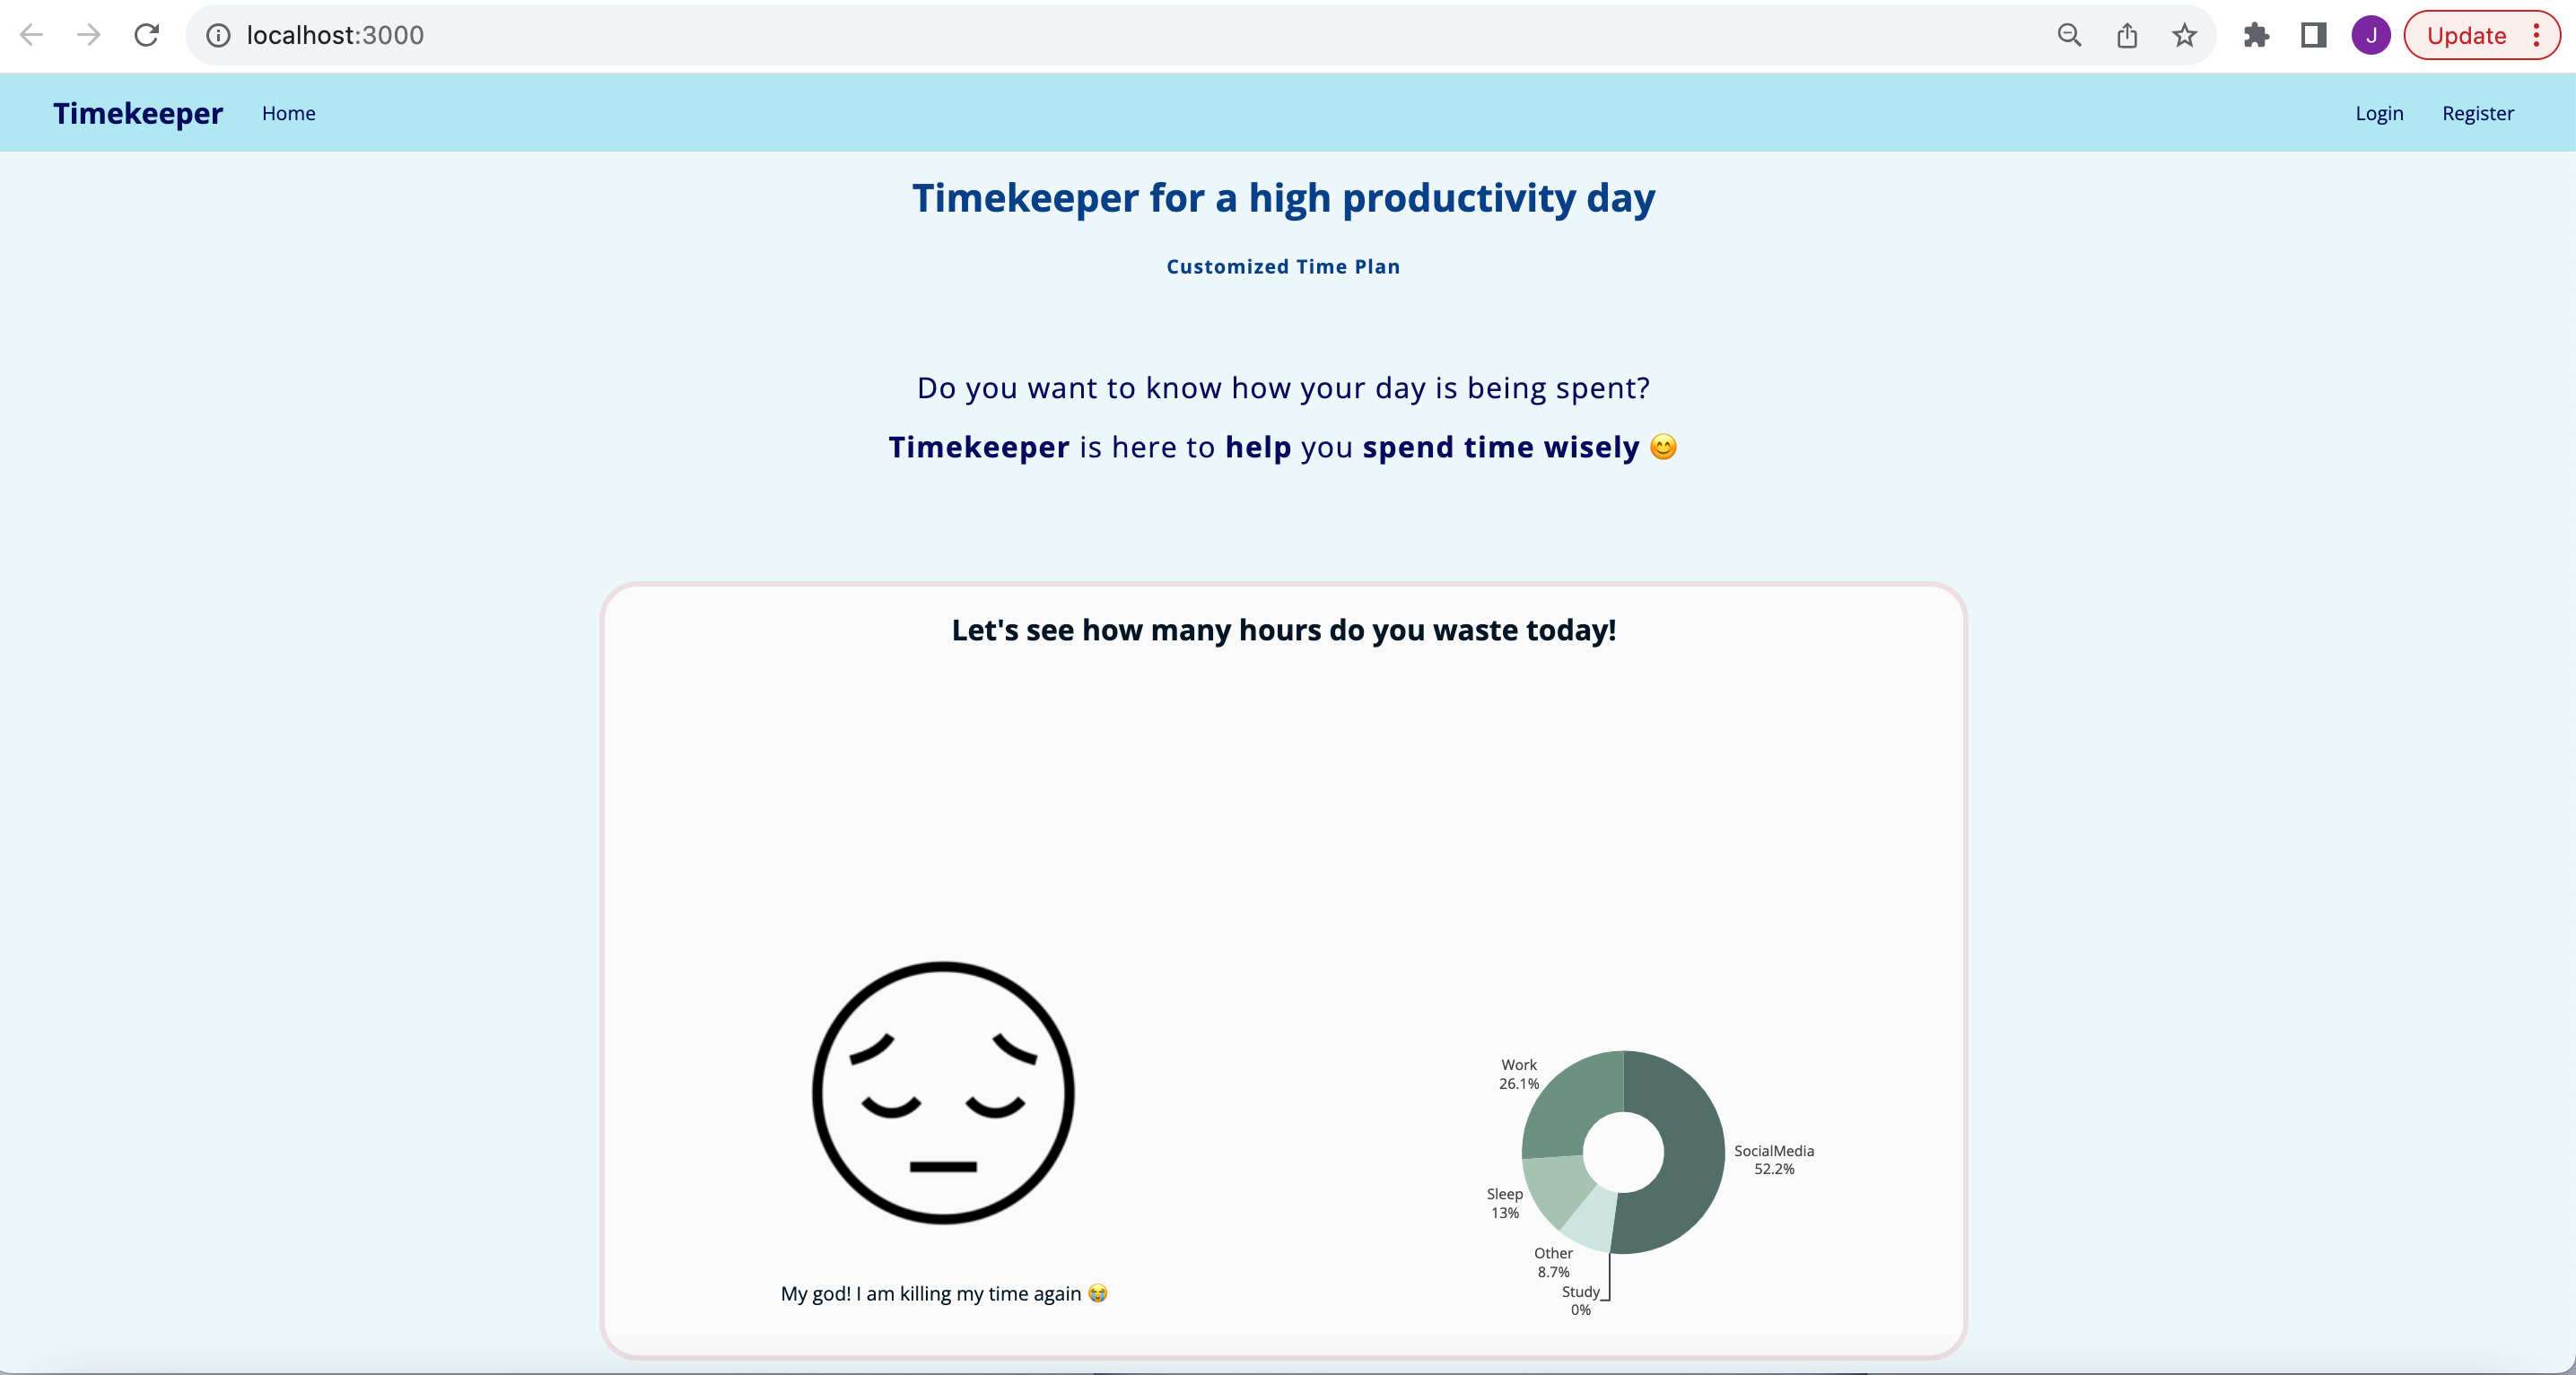 localhost:3000
J
Update
Timekeeper Home Login Register
Timekeeper for a high productivity day
Customized Time Plan
Do you want to know how your day is being spent?
Timekeeper is here to help you spend time wisely 😊
Let's see how many hours do you waste today!
My god! I am killing my time again 😭
Work
26.1%
SocialMedia
52.2%
Sleep
13%
Other
8.7%
Study
0%